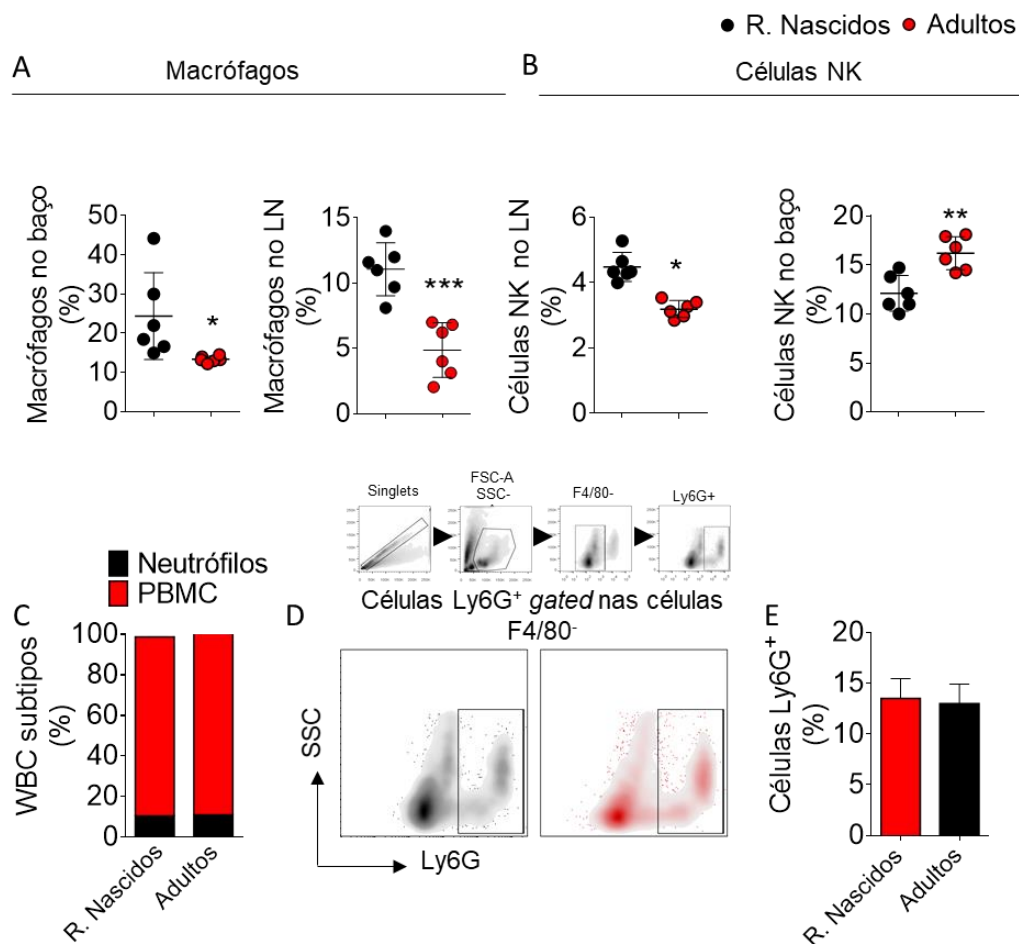 R. Nascidos Adultos
A Macrófagos
B Células NK
Macrófagos no baço
(%)
50
40
30
20
10
0
*
Macrófagos no LN
(%)
15
10
5
0
***
Células NK no LN
(%)
6
4
2
0
*
Células NK no baço
(%)
20
15
10
5
0
**
Singlets
FSC-A
SSC-
F4/80-
Ly6G+
Neutrófilos
PBMC
C
WBC subtipos
(%)
100
80
60
40
20
0
R. Nascidos
Adultos
D
Células Ly6G+ gated nas células
F4/80-
SSC
Ly6G
E
Células Ly6G+
(%)
20
15
10
5
0
R. Nascidos
Adultos